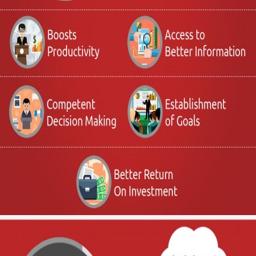 Boosts
Productivity
Access to
Better Information
Competent
Decision Making
Establishment
of Goals
Better Return
On Investment